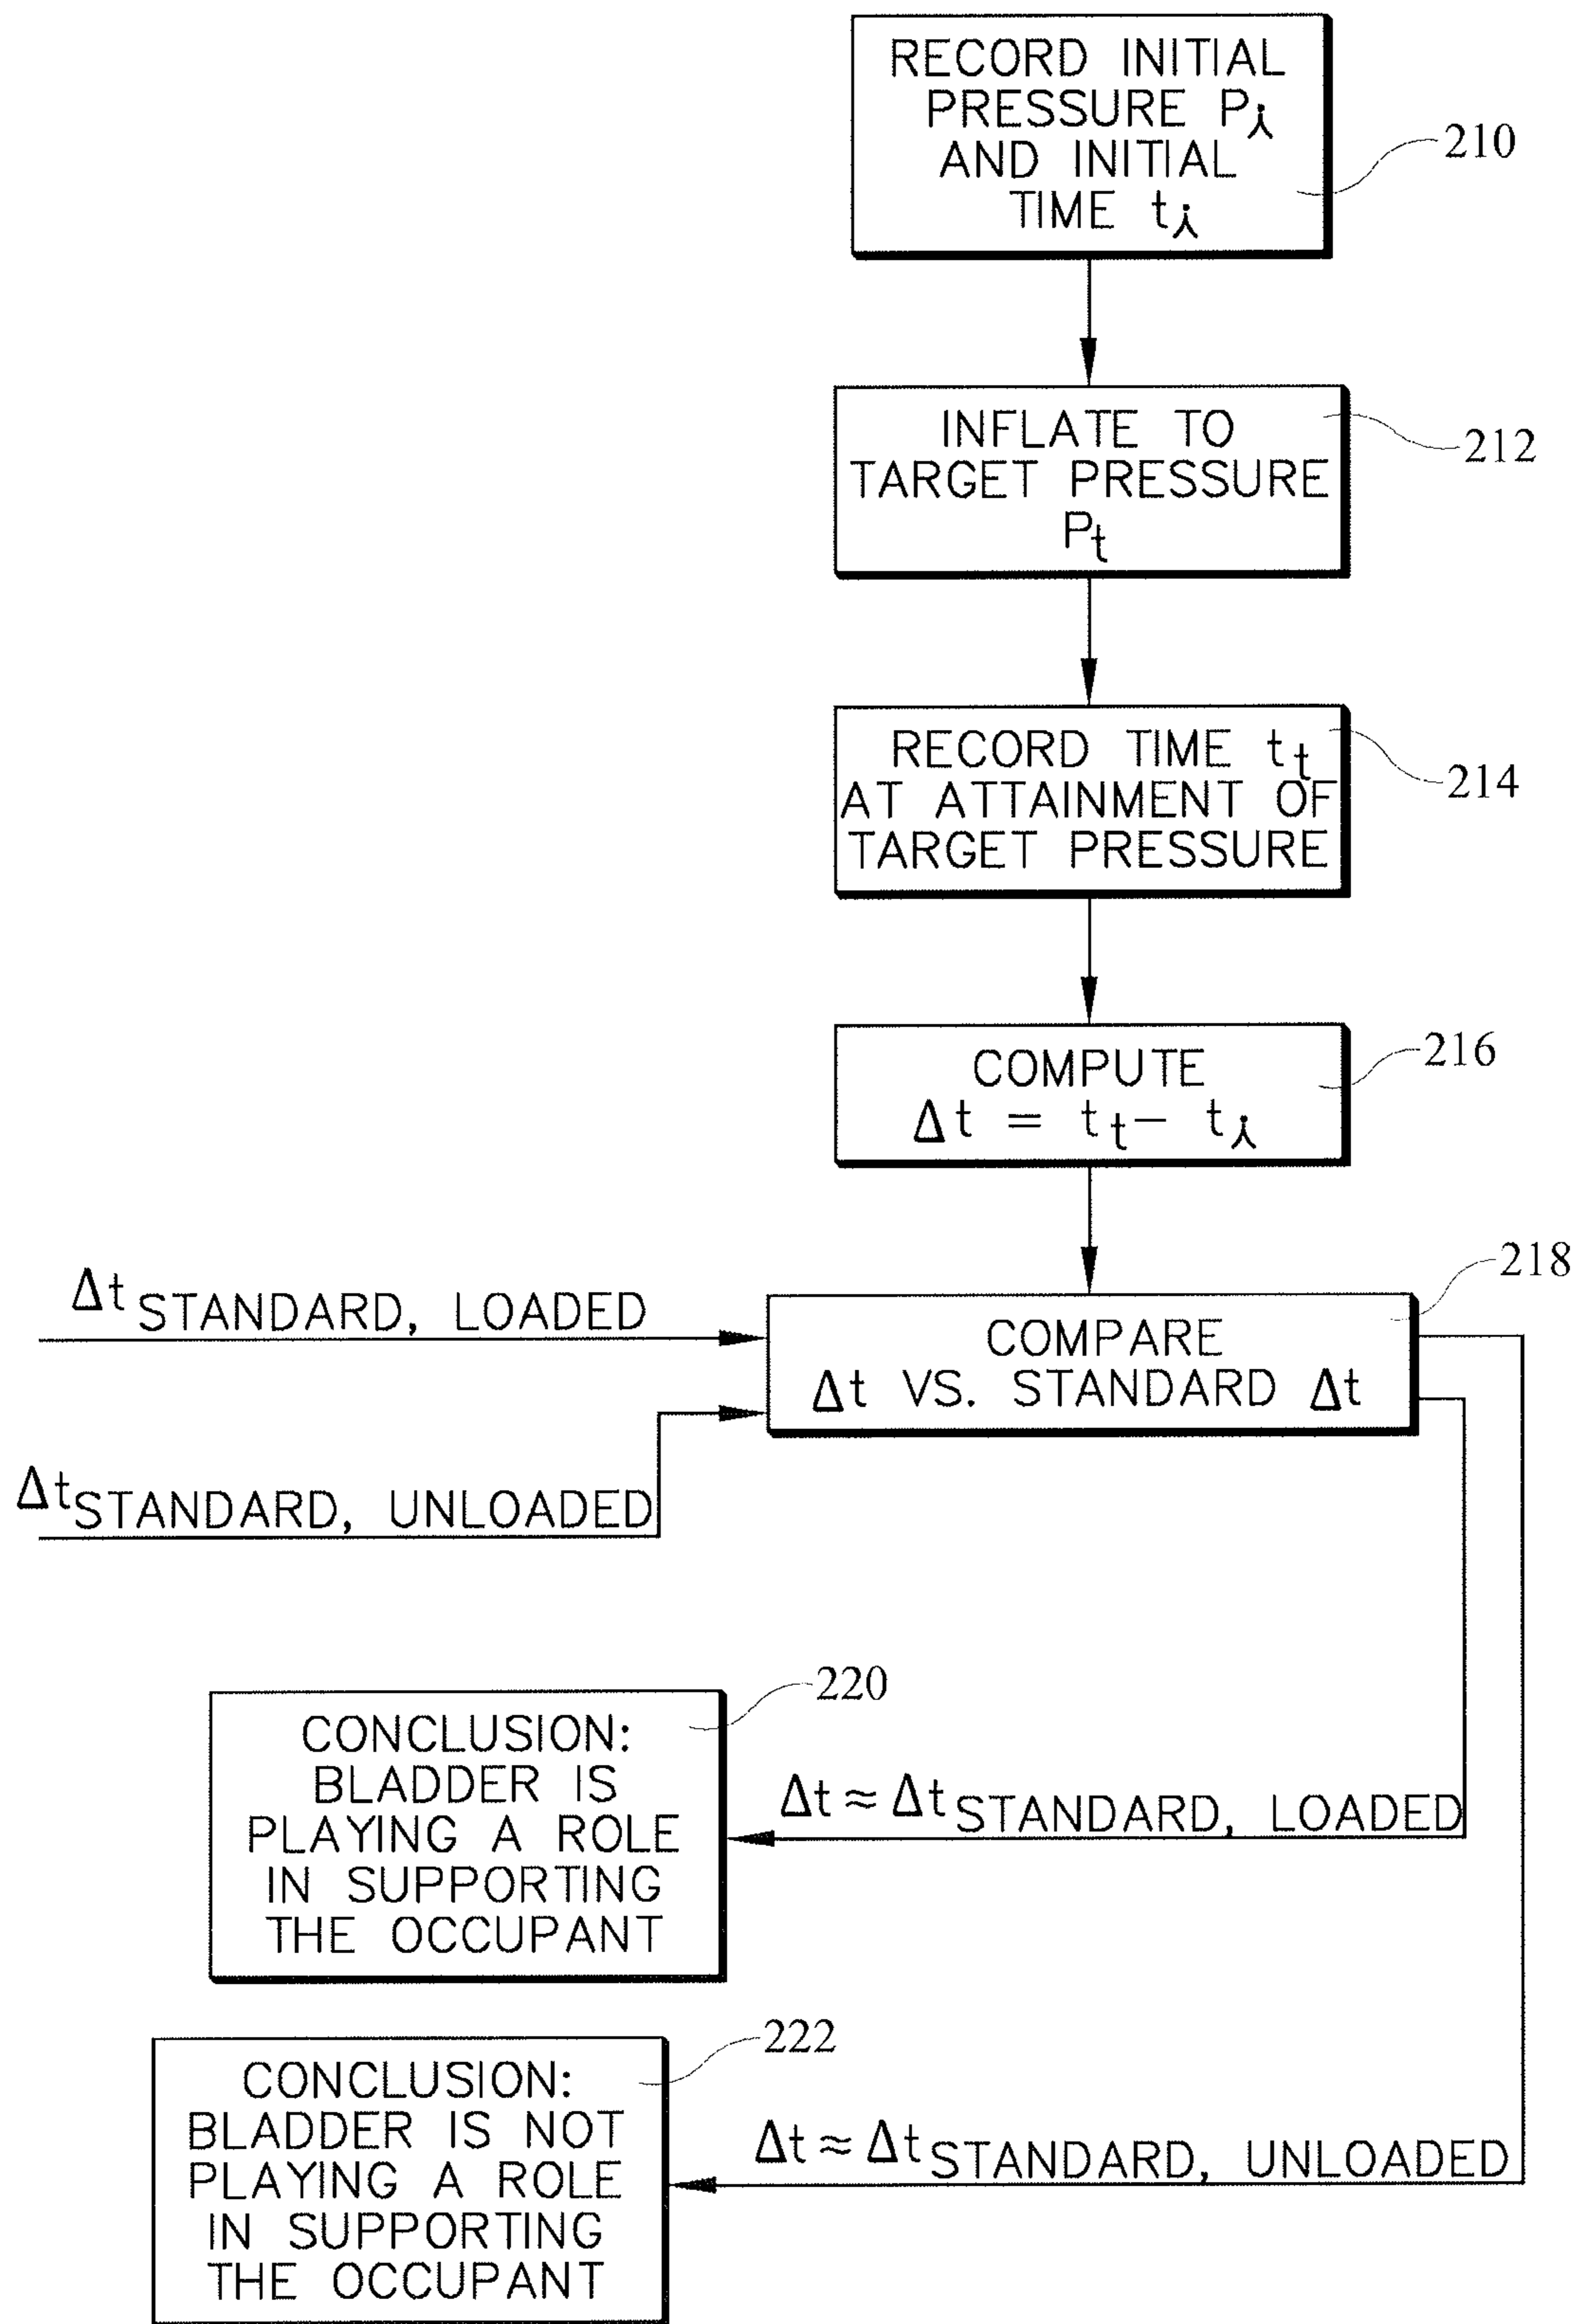 RECORD INITIAL
PRESSURE Pi
AND INITIAL
TIME ti
210
INFLATE TO
TARGET PRESSURE
Pt
212
RECORD TIME tt
AT ATTAINMENT OF
TARGET PRESSURE
214
COMPUTE
Δt = tt - ti
216
Δt STANDARD, LOADED
Δt STANDARD, UNLOADED
COMPARE
Δt VS. STANDARD Δt
218
CONCLUSION:
BLADDER IS
PLAYING A ROLE
IN SUPPORTING
THE OCCUPANT
220
Δt ≈ Δt STANDARD, LOADED
CONCLUSION:
BLADDER IS NOT
PLAYING A ROLE
IN SUPPORTING
THE OCCUPANT
222
Δt ≈ Δt STANDARD, UNLOADED